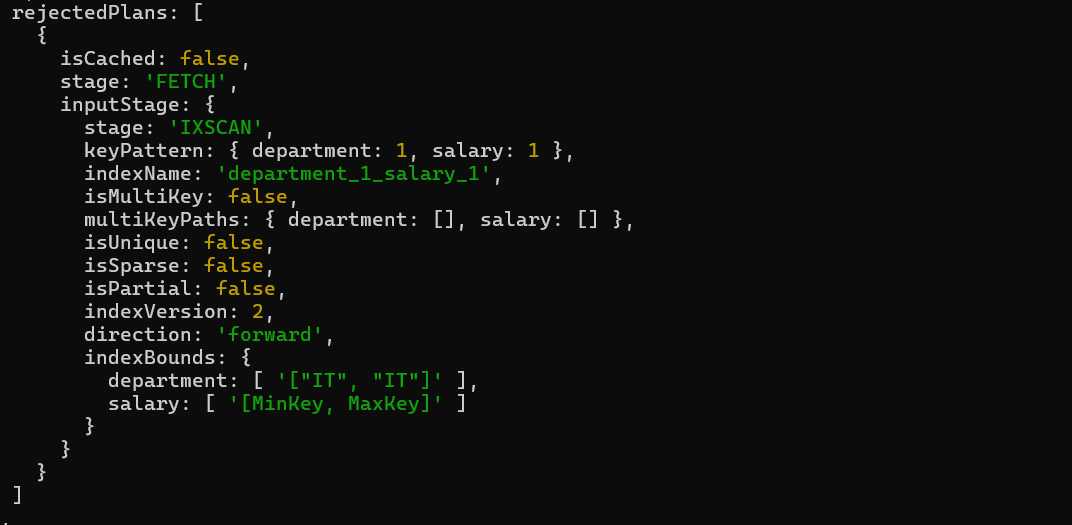 rejectedPlans: [
  {
    isCached: false,
    stage: 'FETCH',
    inputStage: {
      stage: 'IXSCAN',
      keyPattern: { department: 1, salary: 1 },
      indexName: 'department_1_salary_1',
      isMultiKey: false,
      multiKeyPaths: { department: [], salary: [] },
      isUnique: false,
      isSparse: false,
      isPartial: false,
      indexVersion: 2,
      direction: 'forward',
      indexBounds: {
        department: [ '["IT", "IT"]' ],
        salary: [ '[MinKey, MaxKey]' ]
      }
    }
  }
]